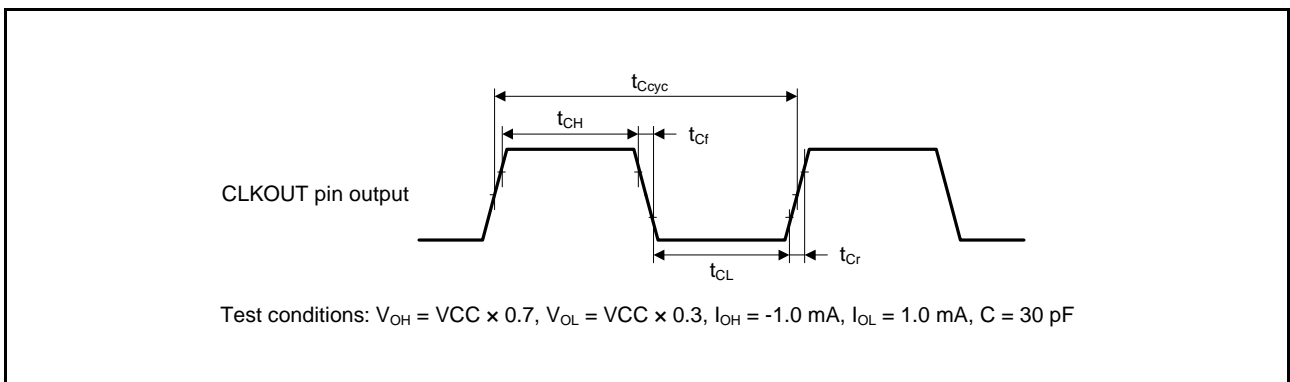 tCcyc
tCH
tCf
CLKOUT pin output
tCL
tCr
Test conditions: VOH = VCC × 0.7, VOL = VCC × 0.3, IOH = -1.0 mA, IOL = 1.0 mA, C = 30 pF